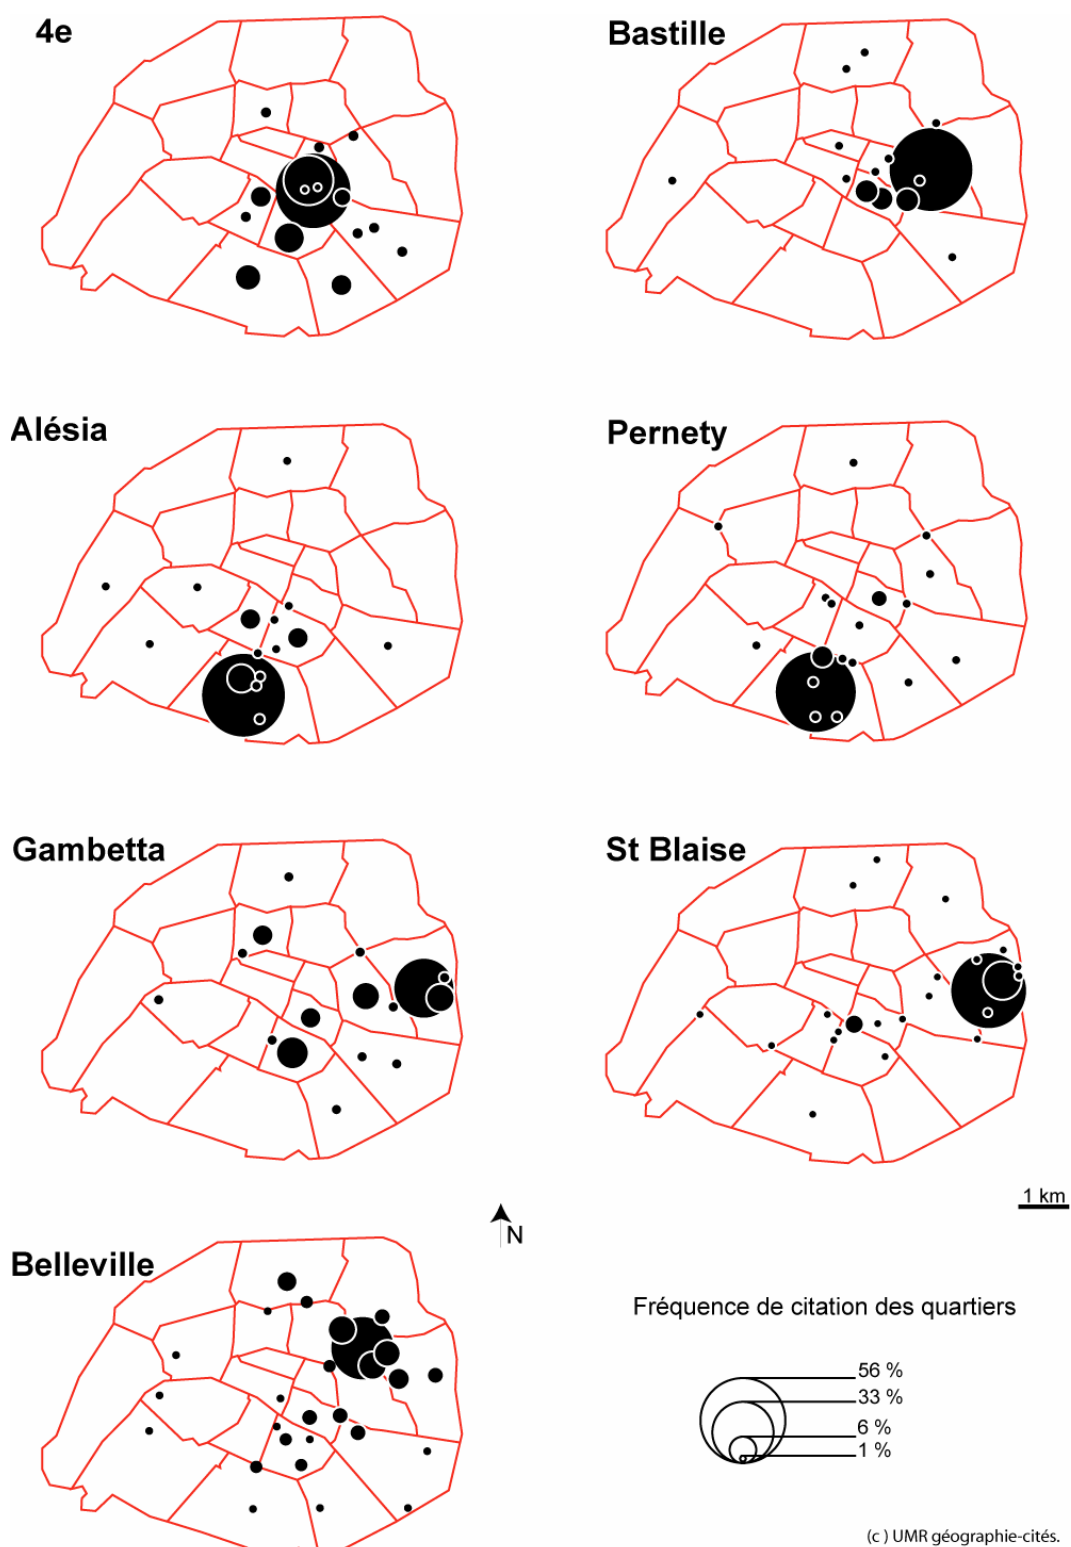 4e
Bastille
Alésia
Pernety
Gambetta
St Blaise
1 km
N
Belleville
Fréquence de citation des quartiers
56 %
33 %
6 %
1 %
(c ) UMR géographie-cités.